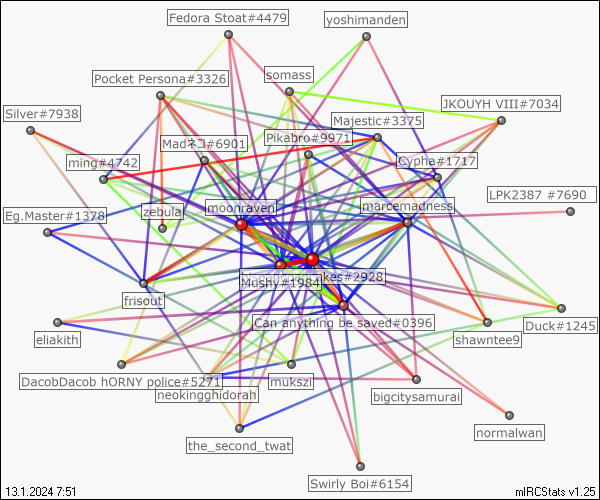 Fedora Stoat#4479
yoshimanden
Pocket Persona#3326
somass
Silver#7938
JKOUYH VIII#7034
Majestic#3375
Pikabro#9971
Madネコ#6901
ming#4742
Cypha#1717
LPK2387 #7690
moonraven
marcemadness
zebula
Eg.Master#1378
Mushy#1984
kes#2928
frisout
Can anything be saved#0396
Duck#1245
eliakith
shawntee9
DacobDacob hORNY police#5271
mukszi
neokingghidorah
bigcitysamurai
normalwan
the_second_twat
Swirly Boi#6154
13.1.2024 7:51
mIRCStats v1.25